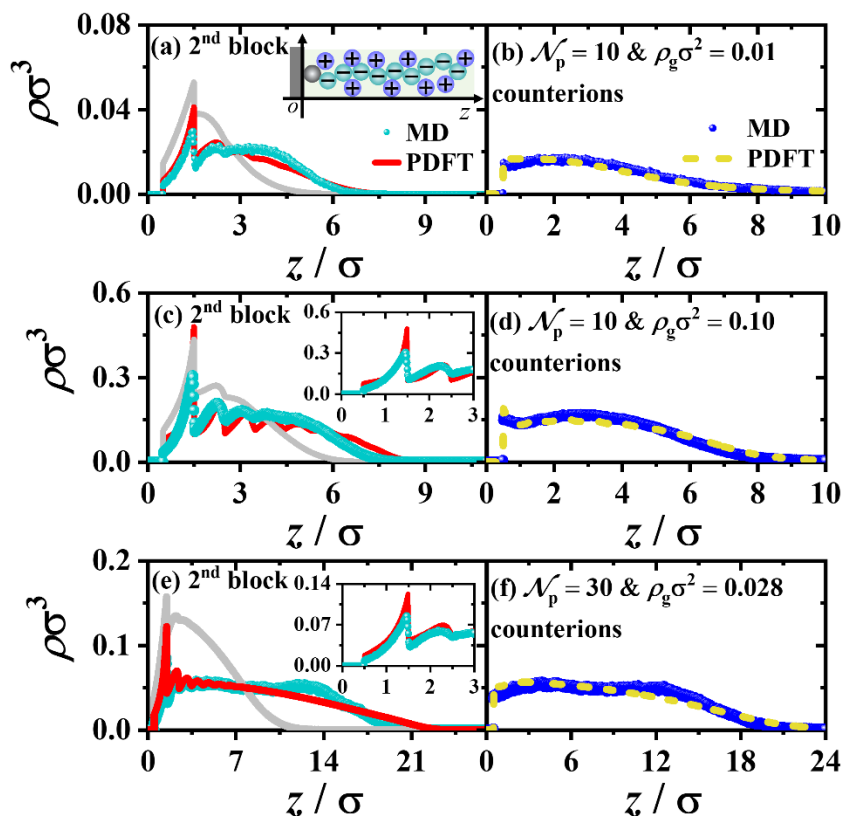 0.08
0.04
0.00
ρσ³
(a) 2nd block
+ + + + + + + +
− − − − − − − − −
o
z
MD
PDFT
0 3 6 9
z / σ
(b) 𝒩p = 10 & ρgσ² = 0.01
counterions
MD
PDFT
0 2 4 6 8 10
z / σ
0.6
0.3
0.0
ρσ³
(c) 2nd block
0.6
0.3
0.0
0 1 2 3
0 3 6 9
z / σ
(d) 𝒩p = 10 & ρgσ² = 0.10
counterions
0 2 4 6 8 10
z / σ
0.2
0.1
0.0
ρσ³
(e) 2nd block
0.14
0.07
0.00
0 1 2 3
0 7 14 21
z / σ
(f) 𝒩p = 30 & ρgσ² = 0.028
counterions
0 6 12 18 24
z / σ